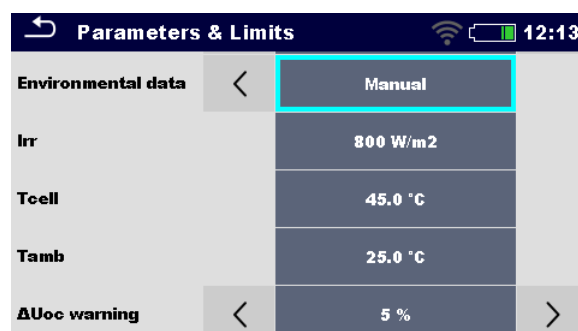 Parameters & Limits 12:13
Environmental data Manual
Irr 800 W/m2
Tcell 45.0 °C
Tamb 25.0 °C
ΔUoc warning 5 %